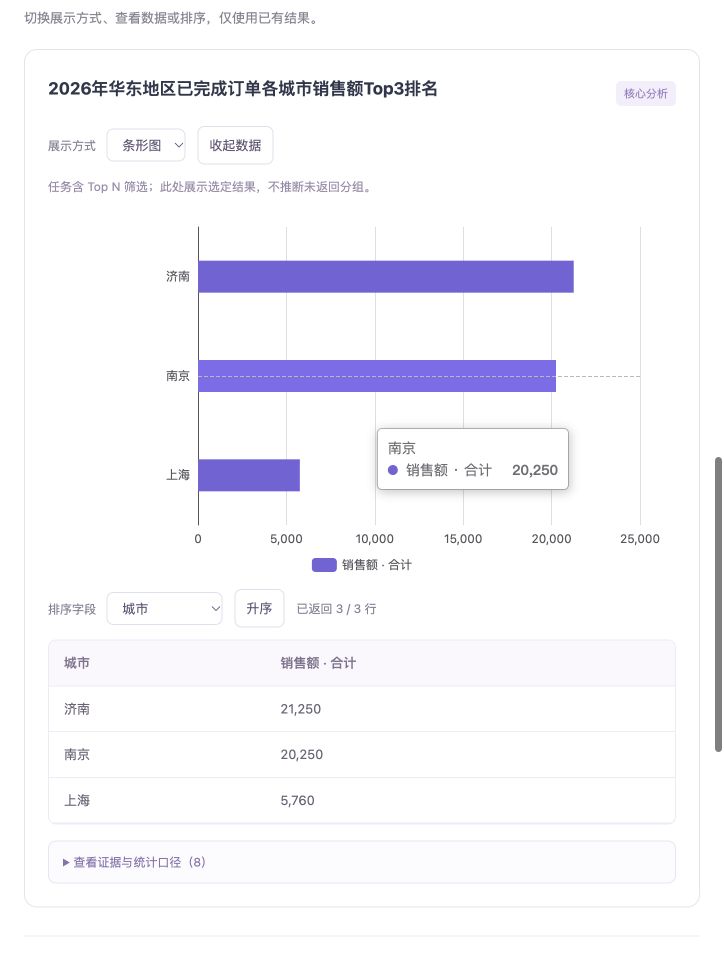 切换展示方式、查看数据或排序，仅使用已有结果。
2026年华东地区已完成订单各城市销售额Top3排名
核心分析
展示方式 条形图 收起数据
任务含 Top N 筛选；此处展示选定结果，不推断未返回分组。
济南
南京
上海
南京
销售额 · 合计 20,250
0 5,000 10,000 15,000 20,000 25,000
销售额 · 合计
排序字段 城市 升序 已返回 3 / 3 行
城市 销售额 · 合计
济南 21,250
南京 20,250
上海 5,760
查看证据与统计口径（8）